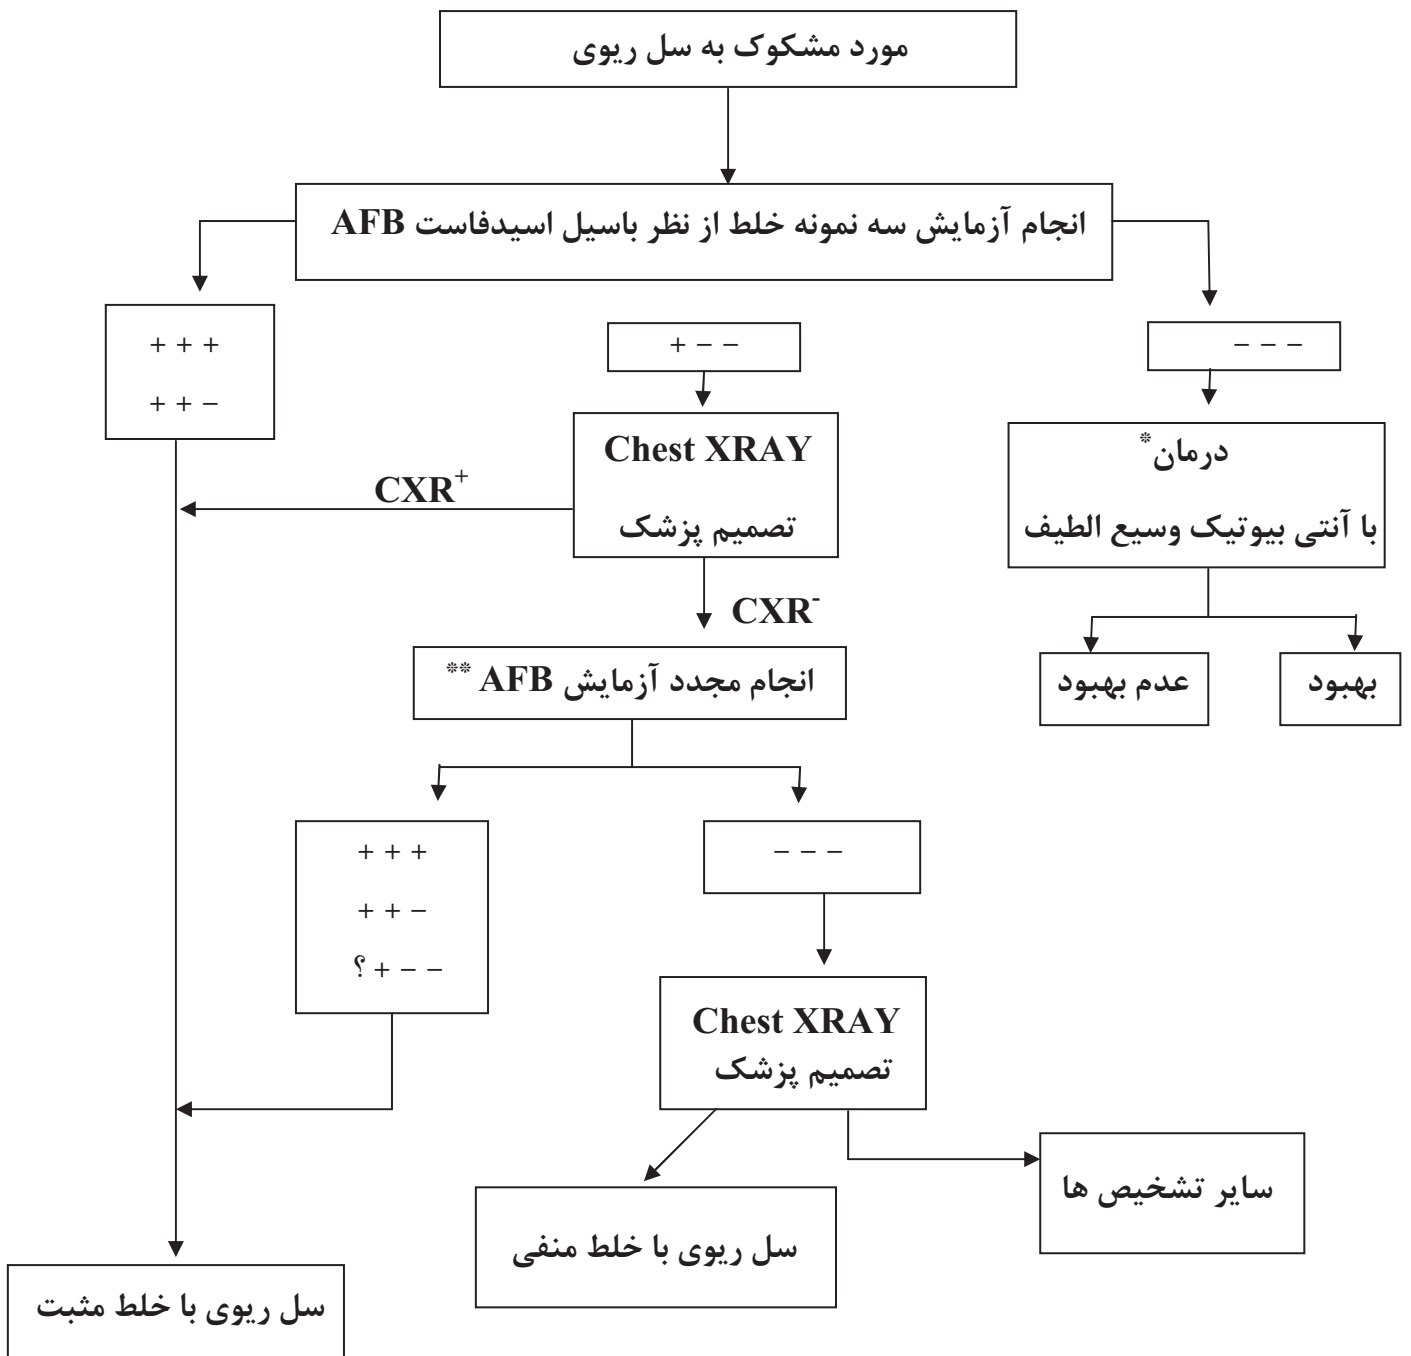 مورد مشکوک به سل ریوی
انجام آزمایش سه نمونه خلط از نظر باسیل اسیدفاست AFB
+ + +
+ + −
+ − −
− − −
Chest XRAY
تصمیم پزشک
CXR⁺
CXR⁻
درمان*
با آنتی بیوتیک وسیع الطیف
عدم بهبود
بهبود
انجام مجدد آزمایش AFB **
+ + +
+ + −
؟ + − −
− − −
Chest XRAY
تصمیم پزشک
سایر تشخیص ها
سل ریوی با خلط منفی
سل ریوی با خلط مثبت